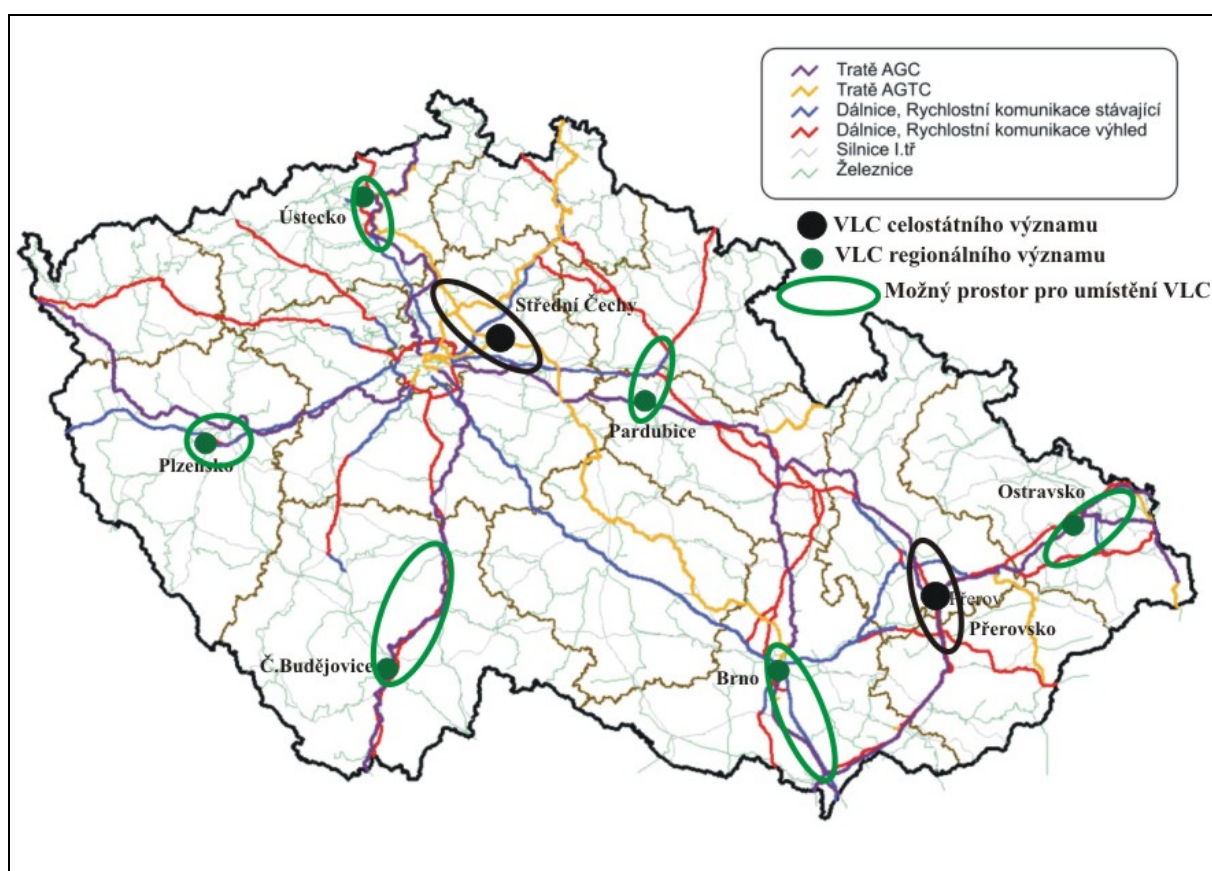 Tratě AGC
Tratě AGTC
Dálnice, Rychlostní komunikace stávající
Dálnice, Rychlostní komunikace výhled
Silnice I.tř
Železnice
VLC celostátního významu
VLC regionálního významu
Možný prostor pro umístění VLC
Ústecko
Střední Čechy
Pardubice
Plzeňsko
Ostravsko
Přerov
Přerovsko
Č.Budějovice
Brno